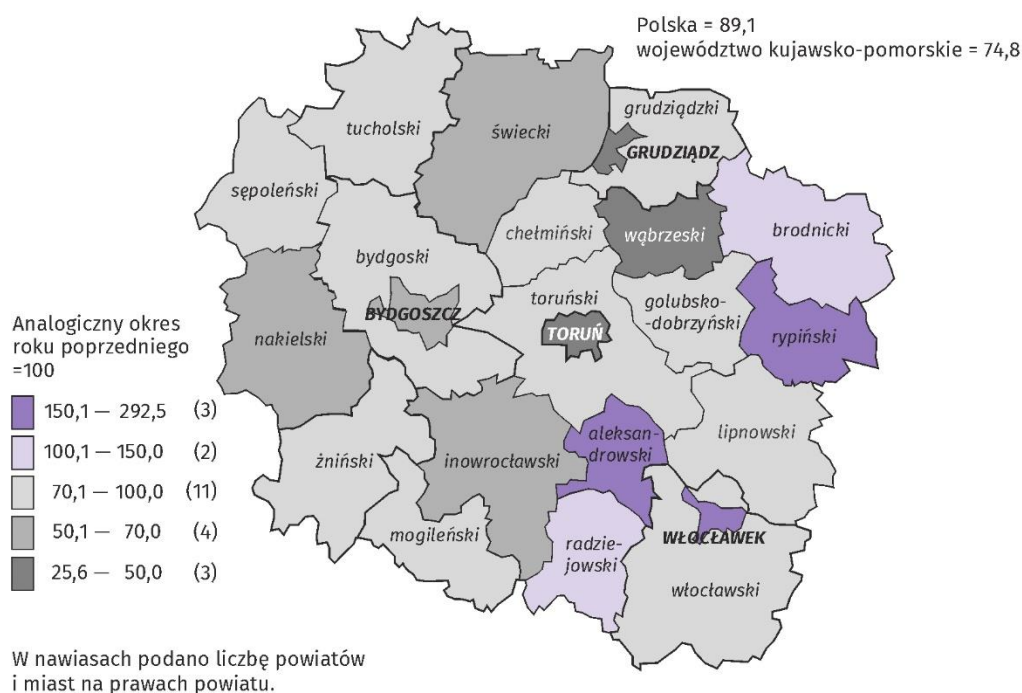 Polska = 89,1
województwo kujawsko-pomorskie = 74,8
grudziądzki
tucholski
świecki
GRUDZIĄDZ
sępoleński
chełmiński
wąbrzeski
brodnicki
bydgoski
toruński
golubsko-
-dobrzyński
BYDGOSZCZ
TORUŃ
nakielski
rypiński
Analogiczny okres
roku poprzedniego
=100
150,1 — 292,5 (3)
100,1 — 150,0 (2)
70,1 — 100,0 (11)
50,1 — 70,0 (4)
25,6 — 50,0 (3)
aleksan-
drowski
lipnowski
żniński
inowrocławski
mogileński
radzie-
jowski
WŁOCŁAWEK
włocławski
W nawiasach podano liczbę powiatów
i miast na prawach powiatu.